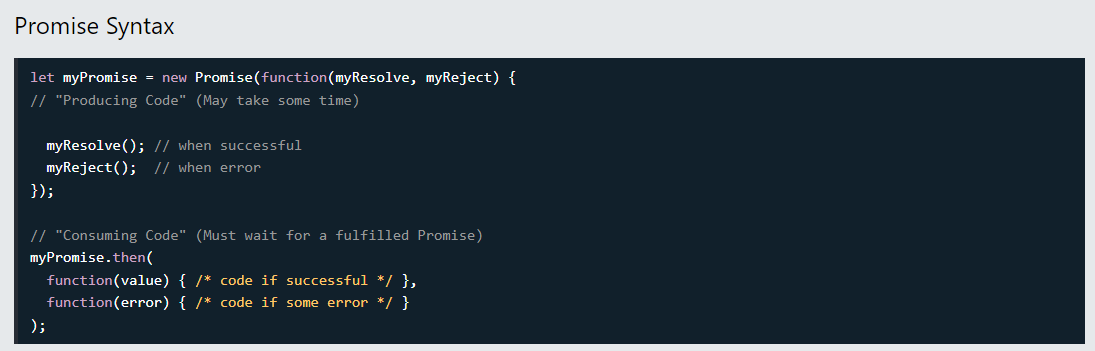 Promise Syntax
let myPromise = new Promise(function(myResolve, myReject) {
// "Producing Code" (May take some time)
myResolve(); // when successful
myReject();  // when error
});
// "Consuming Code" (Must wait for a fulfilled Promise)
myPromise.then(
function(value) { /* code if successful */ },
function(error) { /* code if some error */ }
);